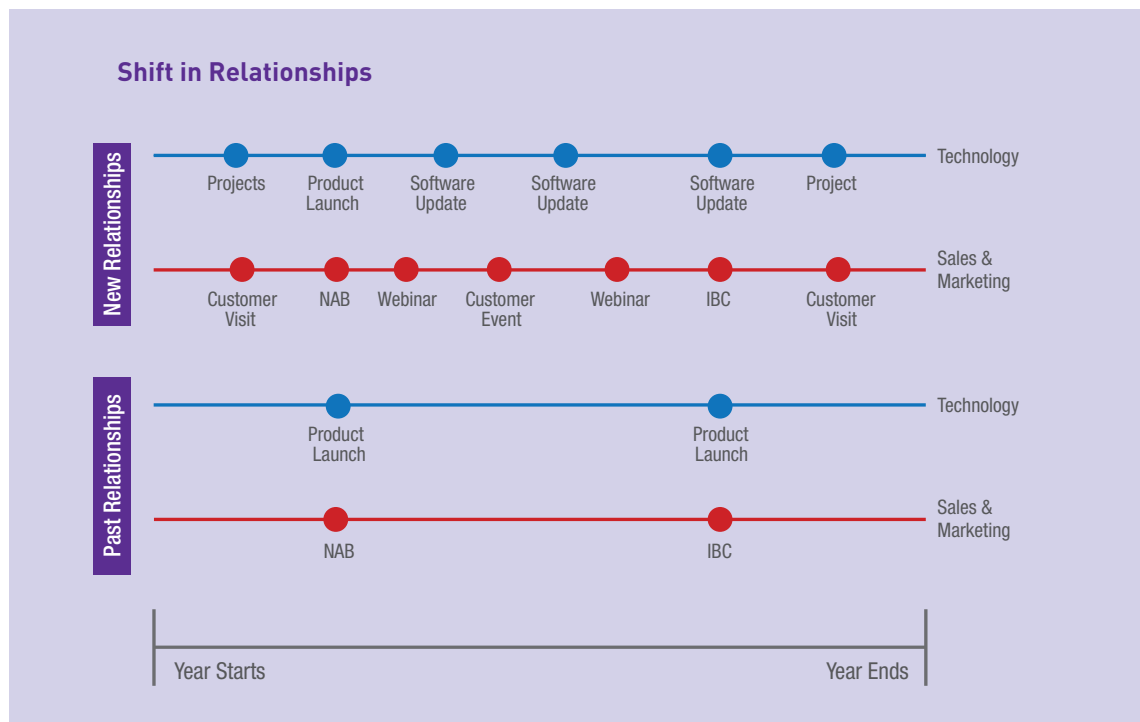 Shift in Relationships
New Relationships
Technology
Projects
Product
Launch
Software
Update
Software
Update
Software
Update
Project
Sales &
Marketing
Customer
Visit
NAB
Webinar
Customer
Event
Webinar
IBC
Customer
Visit
Past Relationships
Technology
Product
Launch
Product
Launch
Sales &
Marketing
NAB
IBC
Year Starts
Year Ends